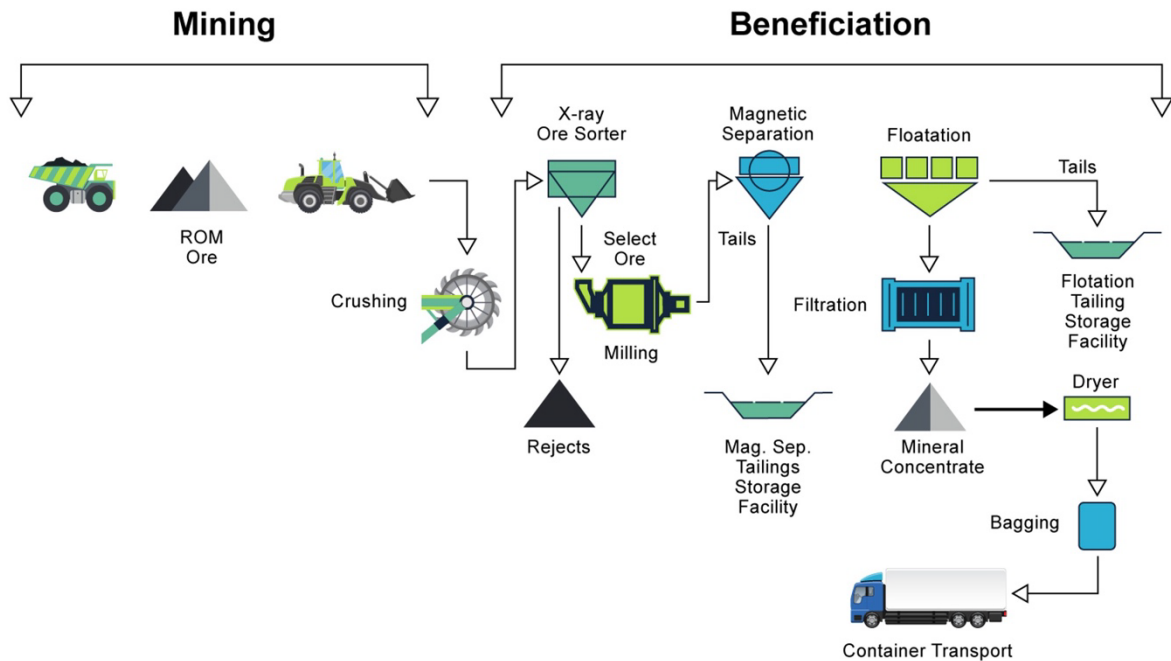 Mining
Beneficiation
X-ray
Ore Sorter
Magnetic
Separation
Floatation
Tails
ROM
Ore
Select
Ore
Tails
Crushing
Filtration
Flotation
Tailing
Storage
Facility
Milling
Dryer
Rejects
Mag. Sep.
Tailings
Storage
Facility
Mineral
Concentrate
Bagging
Container Transport